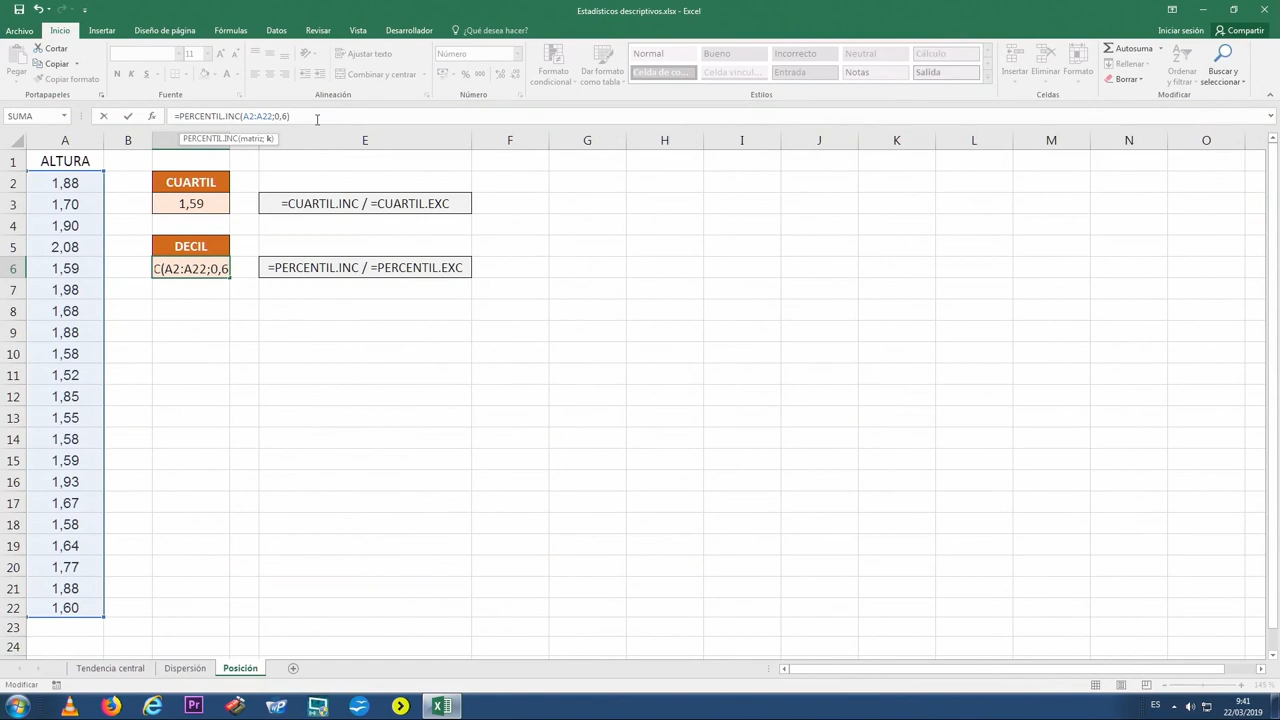 Estadísticos descriptivos.xlsx - Excel
Archivo Inicio Insertar Diseño de página Fórmulas Datos Revisar Vista Desarrollador ¿Qué desea hacer? Iniciar sesión Compartir
Pegar
Cortar
Copiar
Copiar formato
Portapapeles
11
N K S
Fuente
Ajustar texto
Combinar y centrar
Alineación
Número
% 000
Número
Formato condicional
Dar formato como tabla
Normal Bueno Incorrecto Neutral Cálculo
Celda de co... Celda vincul... Entrada Notas Salida
Estilos
Insertar Eliminar Formato
Celdas
Autosuma
Rellenar
Borrar
Ordenar y filtrar
Buscar y seleccionar
Modificar
SUMA fx =PERCENTIL.INC(A2:A22;0,6)
PERCENTIL.INC(matriz; k)
A B E F G H I J K L M N O
1 ALTURA
2 1,88 CUARTIL
3 1,70 1,59 =CUARTIL.INC / =CUARTIL.EXC
4 1,90
5 2,08 DECIL
6 1,59 C(A2:A22;0,6 =PERCENTIL.INC / =PERCENTIL.EXC
7 1,98
8 1,68
9 1,88
10 1,58
11 1,52
12 1,85
13 1,55
14 1,58
15 1,59
16 1,93
17 1,67
18 1,58
19 1,64
20 1,77
21 1,88
22 1,60
23
24
Tendencia central Dispersión Posición
Modificar 145 %
ES 9:41
22/03/2019